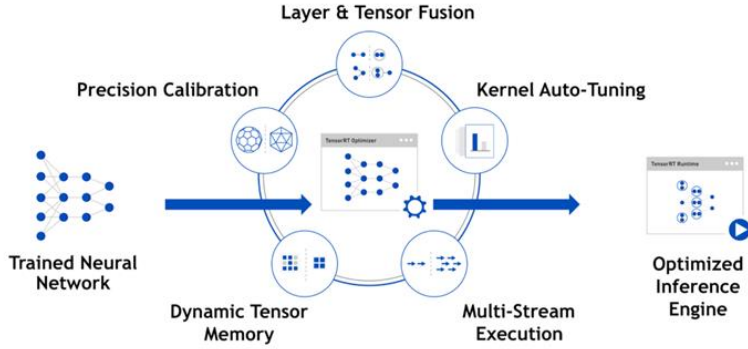 Layer & Tensor Fusion
Precision Calibration
Kernel Auto-Tuning
TensorRT Optimizer
TensorRT Runtime
Trained Neural
Network
Dynamic Tensor
Memory
Multi-Stream
Execution
Optimized
Inference
Engine